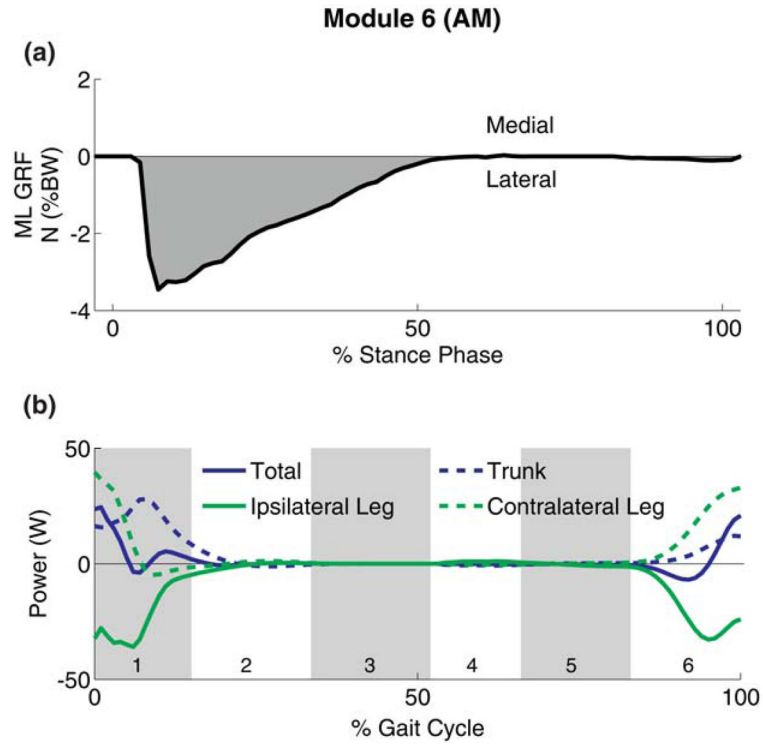 Module 6 (AM)
(a)
2
0
-2
-4
ML GRF
N (%BW)
Medial
Lateral
0
50
100
% Stance Phase
(b)
50
0
-50
Power (W)
Total
Trunk
Ipsilateral Leg
Contralateral Leg
1
2
3
4
5
6
0
50
100
% Gait Cycle